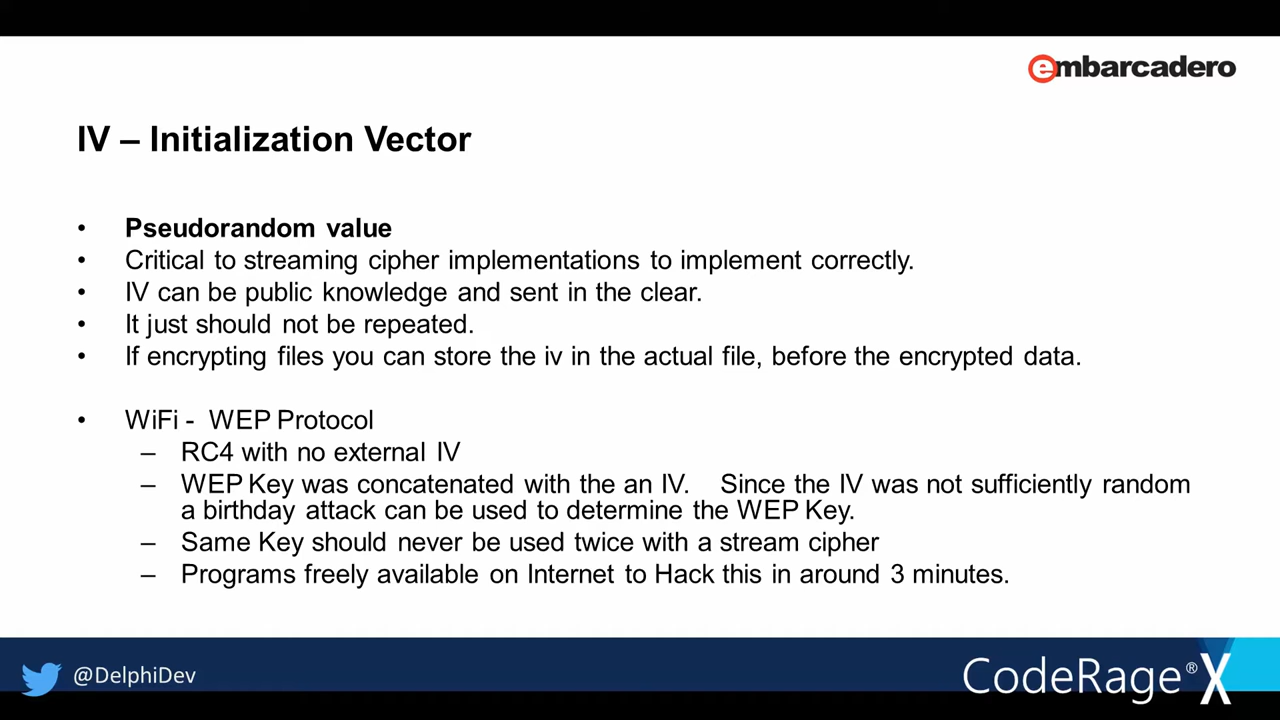 embarcadero
IV – Initialization Vector
• Pseudorandom value
• Critical to streaming cipher implementations to implement correctly.
• IV can be public knowledge and sent in the clear.
• It just should not be repeated.
• If encrypting files you can store the iv in the actual file, before the encrypted data.
• WiFi - WEP Protocol
– RC4 with no external IV
– WEP Key was concatenated with the an IV. Since the IV was not sufficiently random
a birthday attack can be used to determine the WEP Key.
– Same Key should never be used twice with a stream cipher
– Programs freely available on Internet to Hack this in around 3 minutes.
@DelphiDev
CodeRage® X